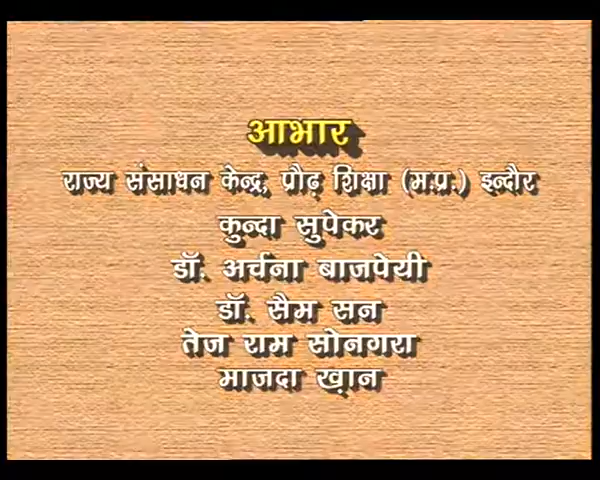 आभार
राज्य संसाधन केन्द्र, प्रौढ़ शिक्षा (म.प्र.) इन्दौर
कुन्दा सुपेकर
डॉ. अर्चना बाजपेयी
डॉ. सैम सन
तेज राम सोनगरा
माजदा ख़ान